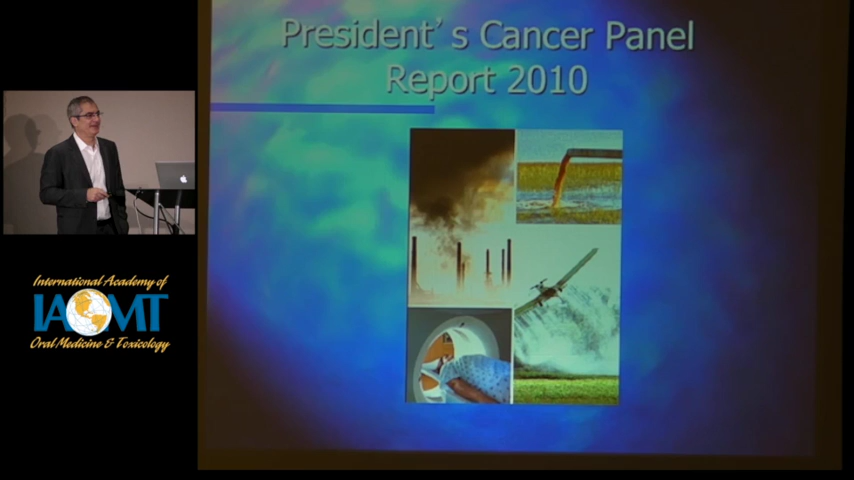 President's Cancer Panel
Report 2010
International Academy of
IAOMT
Oral Medicine & Toxicology